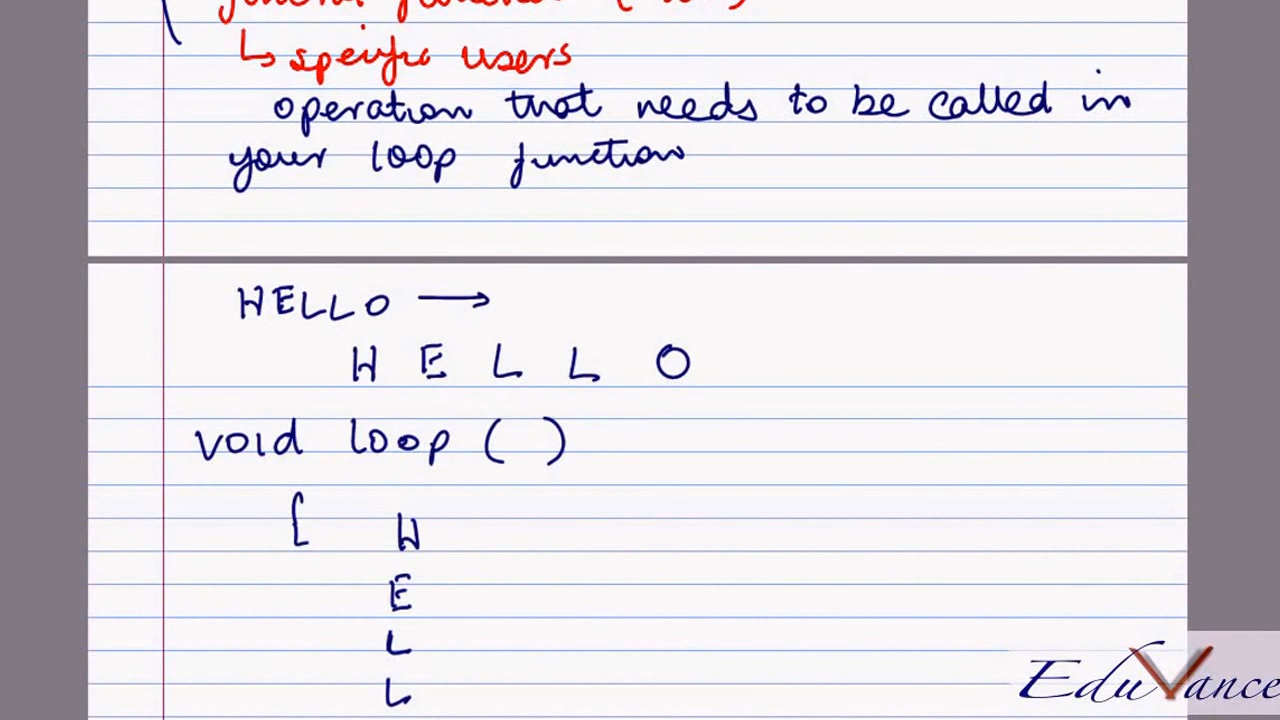 ↳ specific users
operation that needs to be called in
your loop function
HELLO →
H E L L O
void loop ( )
[ H
E
L
L
EduVance